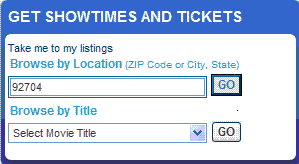 GET SHOWTIMES AND TICKETS
Take me to my listings
Browse by Location (ZIP Code or City, State)
92704 GO
Browse by Title
Select Movie Title GO